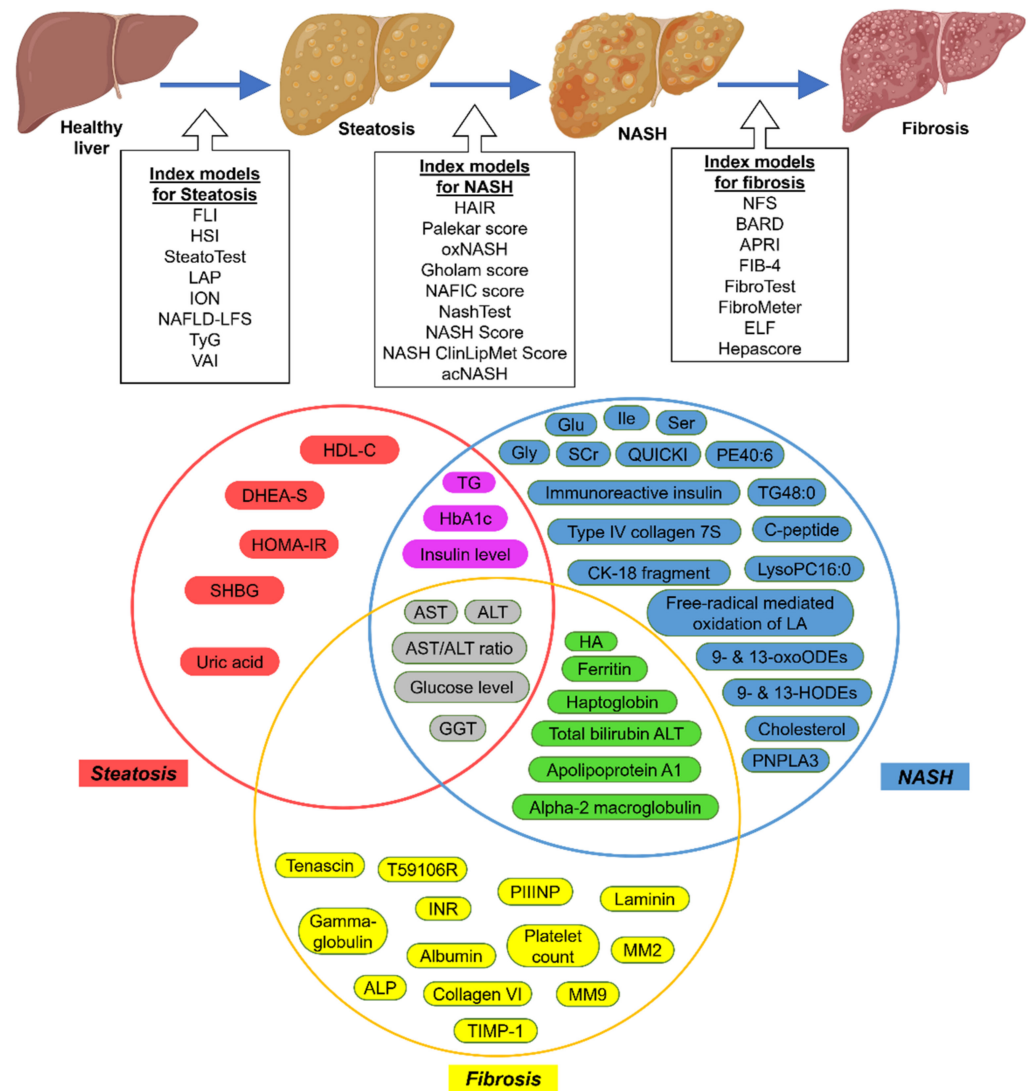 Healthy
liver
Steatosis
NASH
Fibrosis
Index models
for Steatosis
FLI
HSI
SteatoTest
LAP
ION
NAFLD-LFS
TyG
VAI
Index models
for NASH
HAIR
Palekar score
oxNASH
Gholam score
NAFIC score
NashTest
NASH Score
NASH ClinLipMet Score
acNASH
Index models
for fibrosis
NFS
BARD
APRI
FIB-4
FibroTest
FibroMeter
ELF
Hepascore
HDL-C
DHEA-S
HOMA-IR
SHBG
Uric acid
Steatosis
TG
HbA1c
Insulin level
AST
ALT
AST/ALT ratio
Glucose level
GGT
Glu
Ile
Ser
Gly
SCr
QUICKI
PE40:6
Immunoreactive insulin
TG48:0
Type IV collagen 7S
C-peptide
CK-18 fragment
LysoPC16:0
Free-radical mediated
oxidation of LA
9- & 13-oxoODEs
9- & 13-HODEs
Cholesterol
PNPLA3
NASH
HA
Ferritin
Haptoglobin
Total bilirubin ALT
Apolipoprotein A1
Alpha-2 macroglobulin
Tenascin
T59106R
PIIINP
Laminin
INR
Gamma-
globulin
Platelet
count
Albumin
MM2
ALP
Collagen VI
MM9
TIMP-1
Fibrosis